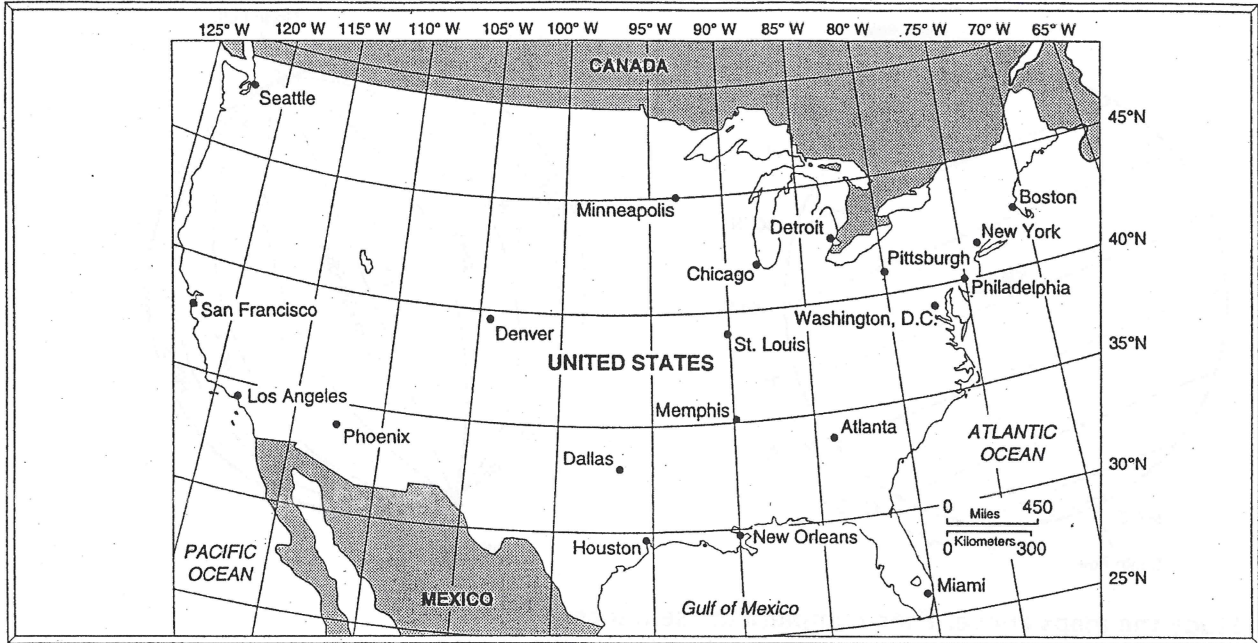 125° W 120° W 115° W 110° W 105° W 100° W 95° W 90° W 85° W 80° W 75° W 70° W 65° W
CANADA
Seattle
45°N
Minneapolis
Boston
Detroit
New York
40°N
Chicago
Pittsburgh
Philadelphia
San Francisco
Denver
Washington, D.C.
St. Louis
35°N
UNITED STATES
Los Angeles
Memphis
Phoenix
Atlanta
ATLANTIC
OCEAN
Dallas
30°N
0 450
Miles
Kilometers
0 300
Houston
New Orleans
PACIFIC
OCEAN
25°N
Miami
MEXICO
Gulf of Mexico